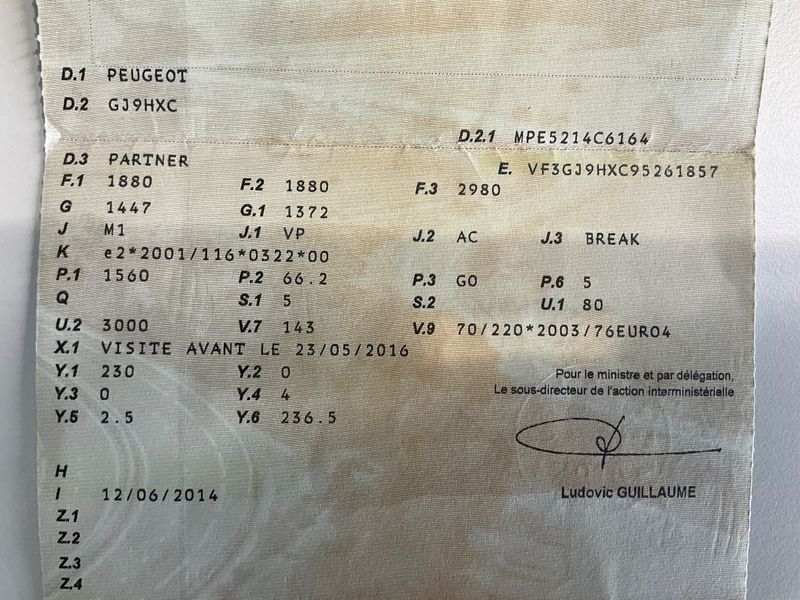 D.1 PEUGEOT
D.2 GJ9HXC
D.2.1 MPE5214C6164
D.3 PARTNER
E. VF3GJ9HXC95261857
F.1 1880 F.2 1880 F.3 2980
G 1447 G.1 1372
J M1 J.1 VP J.2 AC J.3 BREAK
K e2*2001/116*0322*00
P.1 1560 P.2 66.2 P.3 GO P.6 5
Q S.1 5 S.2 U.1 80
U.2 3000 V.7 143 V.9 70/220*2003/76EURO4
X.1 VISITE AVANT LE 23/05/2016
Y.1 230 Y.2 0
Pour le ministre et par délégation,
Le sous-directeur de l'action interministérielle
Y.3 0 Y.4 4
Y.5 2.5 Y.6 236.5
H
I 12/06/2014
Ludovic GUILLAUME
Z.1
Z.2
Z.3
Z.4